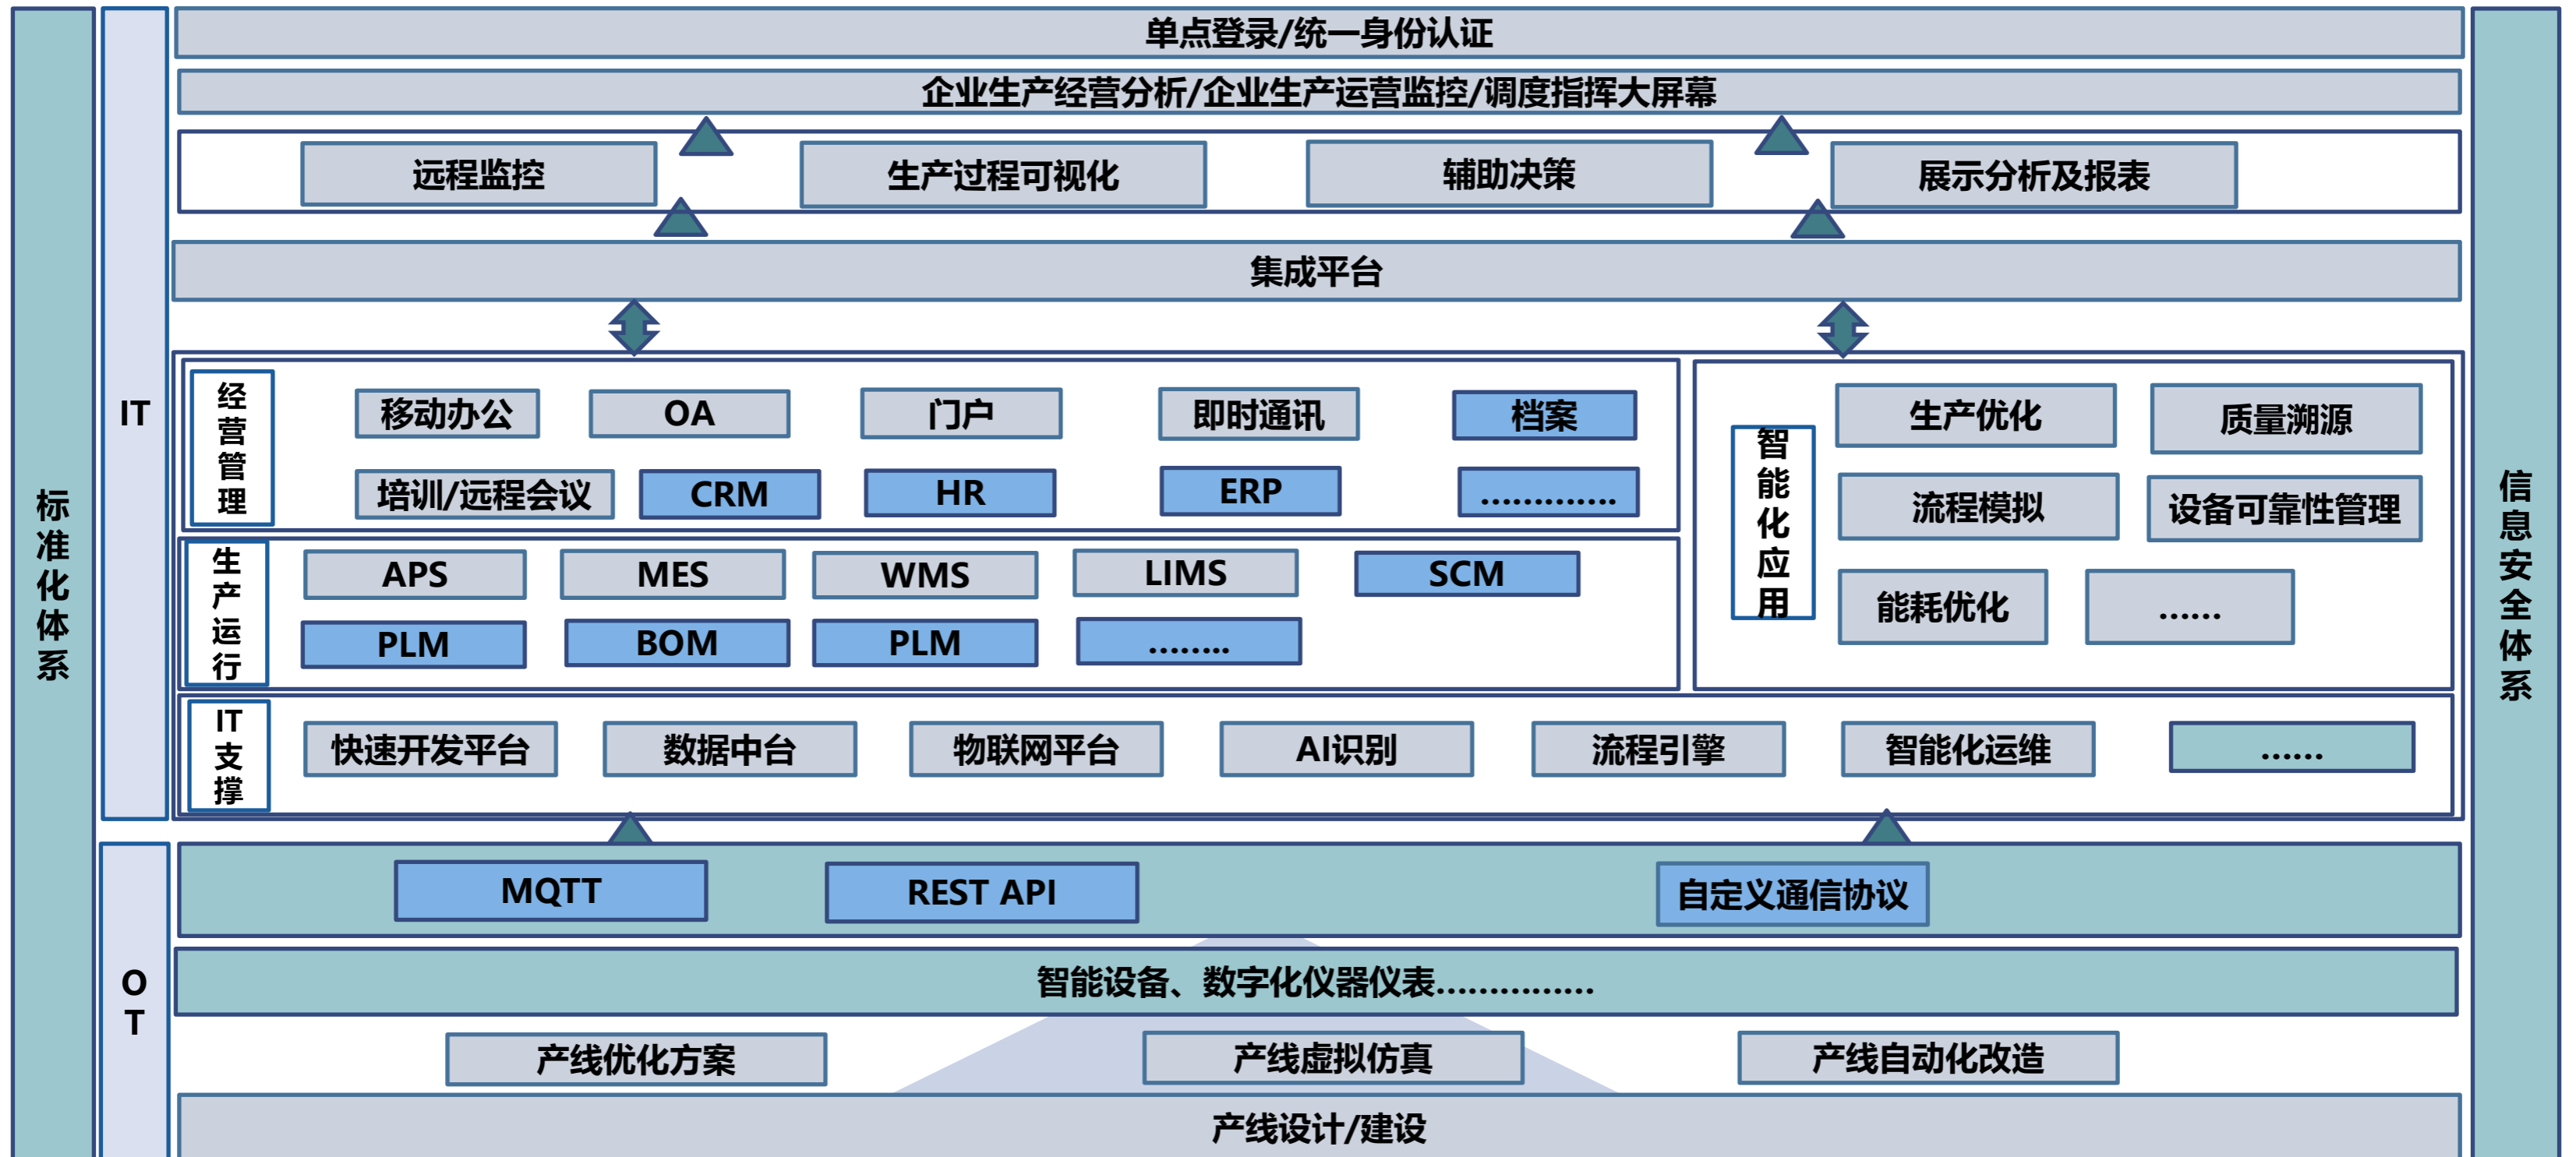 单点登录/统一身份认证
企业生产经营分析/企业生产运营监控/调度指挥大屏幕
远程监控
生产过程可视化
辅助决策
展示分析及报表
集成平台
标准化体系
IT
经营管理
移动办公
OA
门户
即时通讯
档案
培训/远程会议
CRM
HR
ERP
.............
生产运行
APS
MES
WMS
LIMS
SCM
PLM
BOM
PLM
........
智能化应用
生产优化
质量溯源
流程模拟
设备可靠性管理
能耗优化
......
IT支撑
快速开发平台
数据中台
物联网平台
AI识别
流程引擎
智能化运维
......
信息安全体系
OT
MQTT
REST API
自定义通信协议
智能设备、数字化仪器仪表...............
产线优化方案
产线虚拟仿真
产线自动化改造
产线设计/建设